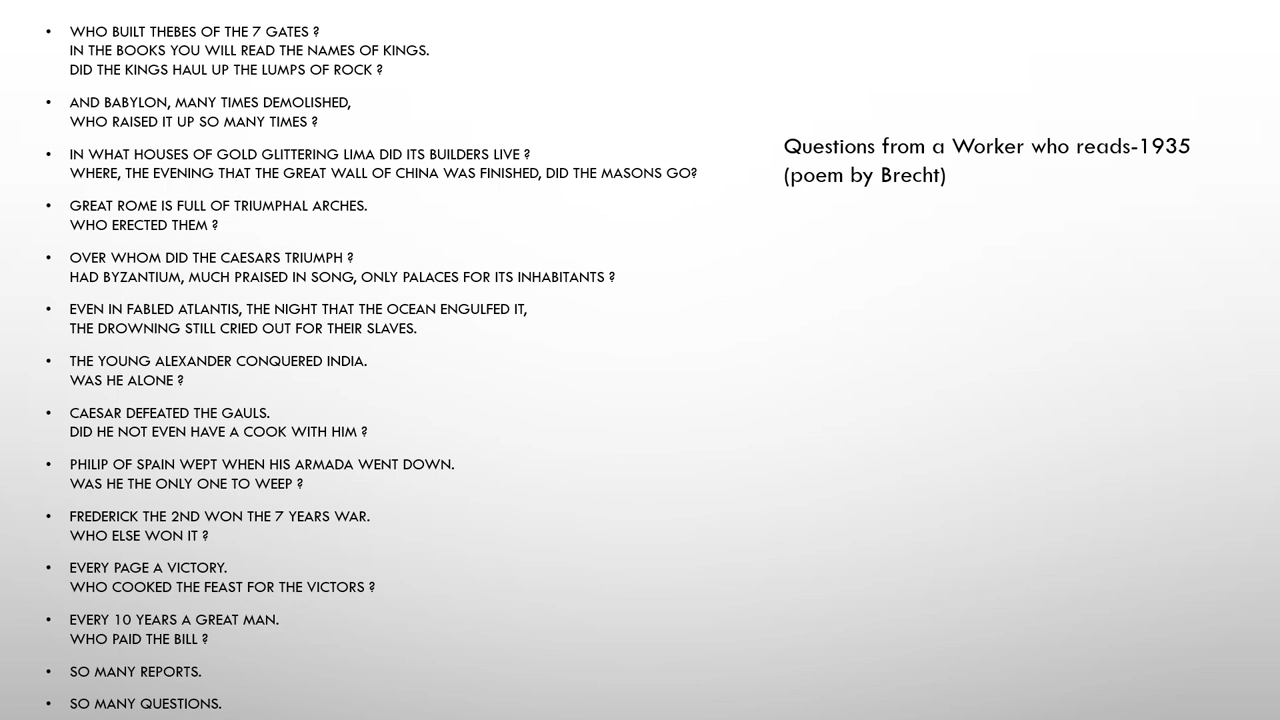 • WHO BUILT THEBES OF THE 7 GATES ?
IN THE BOOKS YOU WILL READ THE NAMES OF KINGS.
DID THE KINGS HAUL UP THE LUMPS OF ROCK ?
• AND BABYLON, MANY TIMES DEMOLISHED,
WHO RAISED IT UP SO MANY TIMES ?
• IN WHAT HOUSES OF GOLD GLITTERING LIMA DID ITS BUILDERS LIVE ?
WHERE, THE EVENING THAT THE GREAT WALL OF CHINA WAS FINISHED, DID THE MASONS GO?
• GREAT ROME IS FULL OF TRIUMPHAL ARCHES.
WHO ERECTED THEM ?
• OVER WHOM DID THE CAESARS TRIUMPH ?
HAD BYZANTIUM, MUCH PRAISED IN SONG, ONLY PALACES FOR ITS INHABITANTS ?
• EVEN IN FABLED ATLANTIS, THE NIGHT THAT THE OCEAN ENGULFED IT,
THE DROWNING STILL CRIED OUT FOR THEIR SLAVES.
• THE YOUNG ALEXANDER CONQUERED INDIA.
WAS HE ALONE ?
• CAESAR DEFEATED THE GAULS.
DID HE NOT EVEN HAVE A COOK WITH HIM ?
• PHILIP OF SPAIN WEPT WHEN HIS ARMADA WENT DOWN.
WAS HE THE ONLY ONE TO WEEP ?
• FREDERICK THE 2ND WON THE 7 YEARS WAR.
WHO ELSE WON IT ?
• EVERY PAGE A VICTORY.
WHO COOKED THE FEAST FOR THE VICTORS ?
• EVERY 10 YEARS A GREAT MAN.
WHO PAID THE BILL ?
• SO MANY REPORTS.
• SO MANY QUESTIONS.
Questions from a Worker who reads-1935
(poem by Brecht)